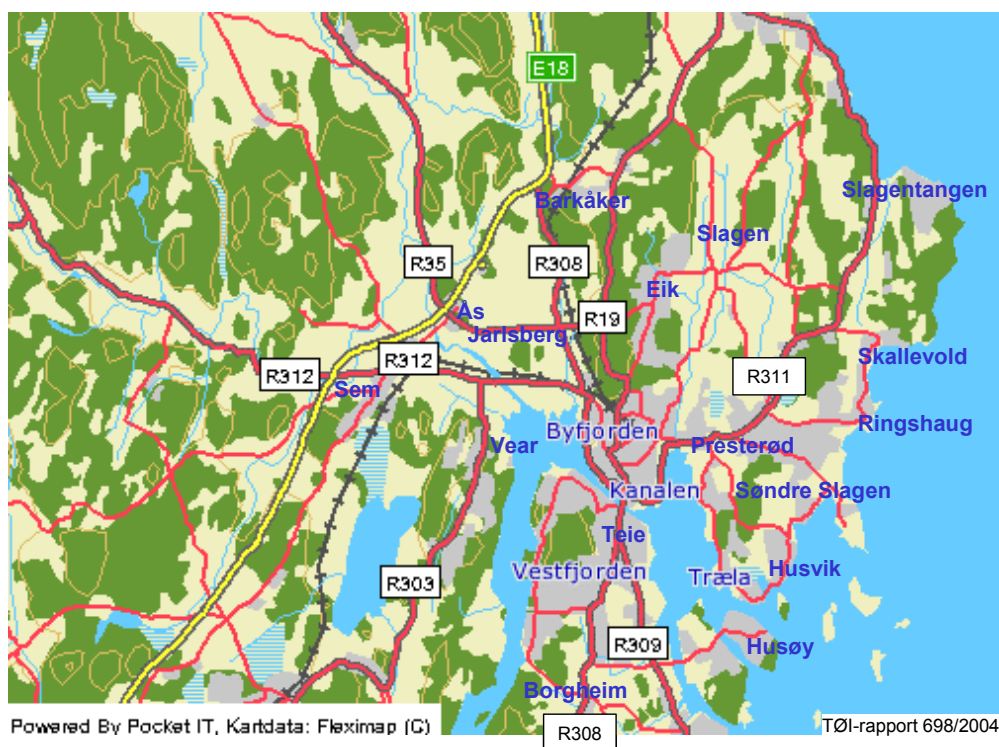 E18
Slagentangen
Barkåker
Slagen
R35
R308
Eik
Ås
R19
Jarlsberg
Skallevold
R312
R312
R311
Sem
Ringshaug
Byfjorden
Vear
Presterød
Kanalen
Søndre Slagen
Teie
Vestfjorden
Træla
Husvik
R303
R309
Husøy
Borgheim
Powered By Pocket IT, Kartdata: Fleximap (C)
R308
TØI-rapport 698/2004